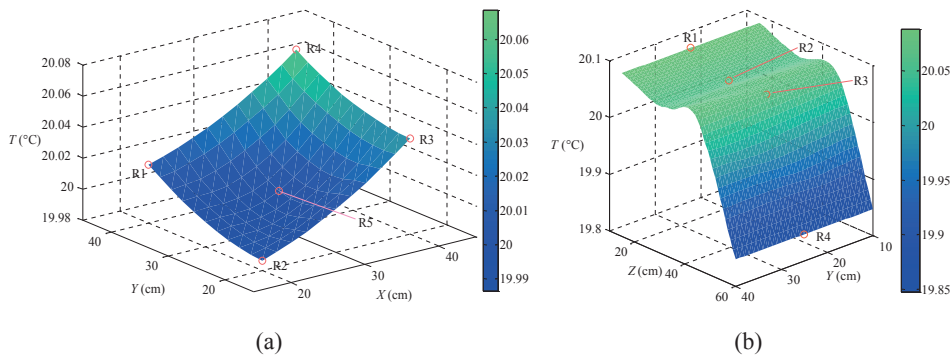 20.08
20.06
20.04
20.02
20
19.98
T (°C)
R4
R3
R1
R5
R2
40
30
20
Y (cm)
20
30
40
X (cm)
20.06
20.05
20.04
20.03
20.02
20.01
20
19.99
(a)
20.1
20
19.9
19.8
T (°C)
R1
R2
R3
R4
20
40
60
Z (cm)
40
30
20
10
Y (cm)
20.05
20
19.95
19.9
19.85
(b)